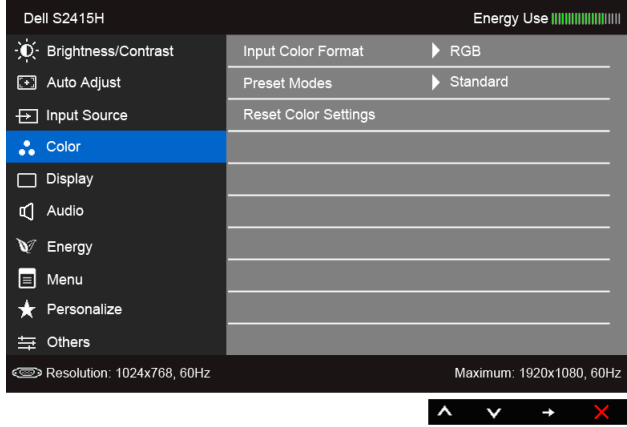 Dell S2415H Energy Use
Brightness/Contrast Input Color Format RGB
Auto Adjust Preset Modes Standard
Input Source Reset Color Settings
Color
Display
Audio
Energy
Menu
Personalize
Others
Resolution: 1024x768, 60Hz Maximum: 1920x1080, 60Hz